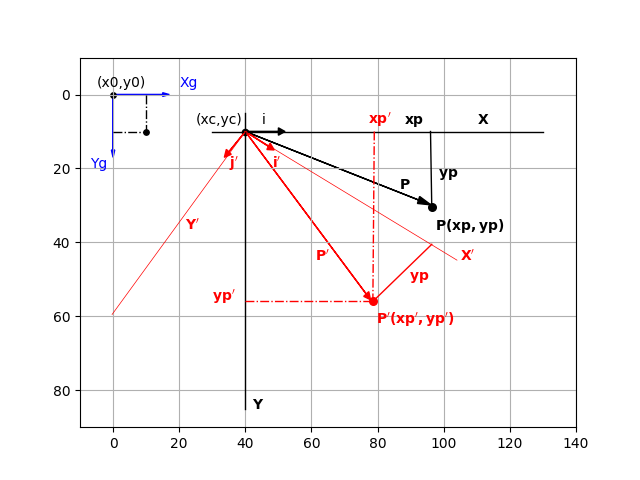 (x0,y0) Xg
0
(xc,yc) i xp′ xp X
Yg j′ i′ yp
20 P
Y′ P(xp, yp)
40 P′ X′
yp
yp′
60 P′(xp′, yp′)
80 Y
0 20 40 60 80 100 120 140